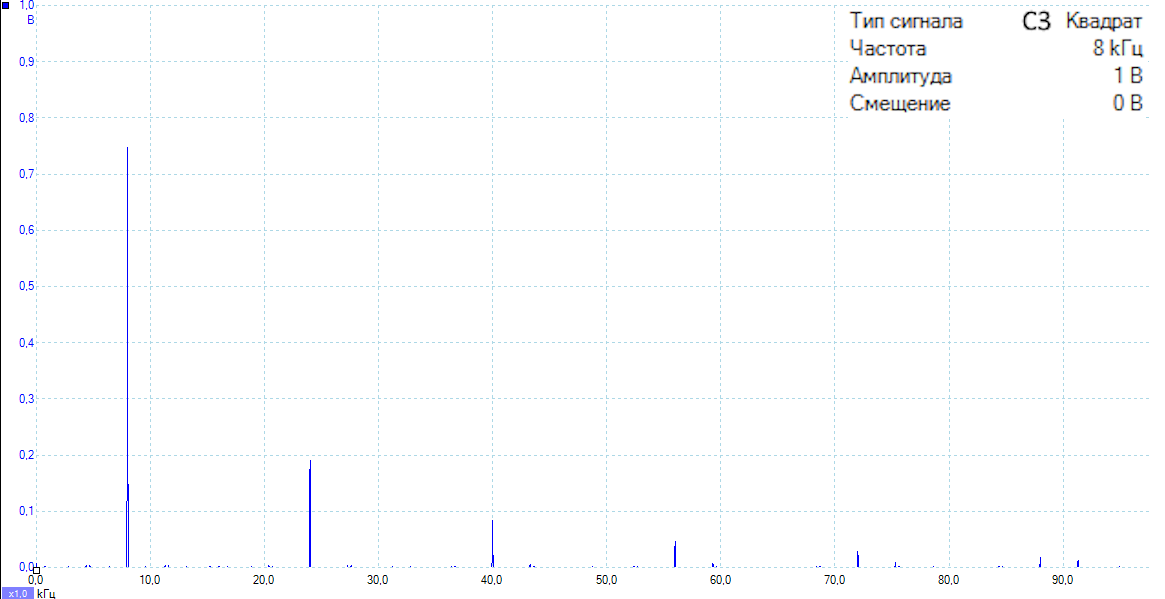 1,0
В
Тип сигнала С3 Квадрат
Частота 8 kГц
Амплитуда 1 В
Смещение 0 В
0,9
0,8
0,7
0,6
0,5
0,4
0,3
0,2
0,1
0,0
0,0 10,0 20,0 30,0 40,0 50,0 60,0 70,0 80,0 90,0
x1,0 кГц